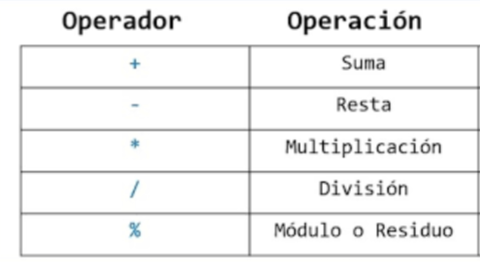 Operador Operación
+ Suma
- Resta
* Multiplicación
/ División
% Módulo o Residuo